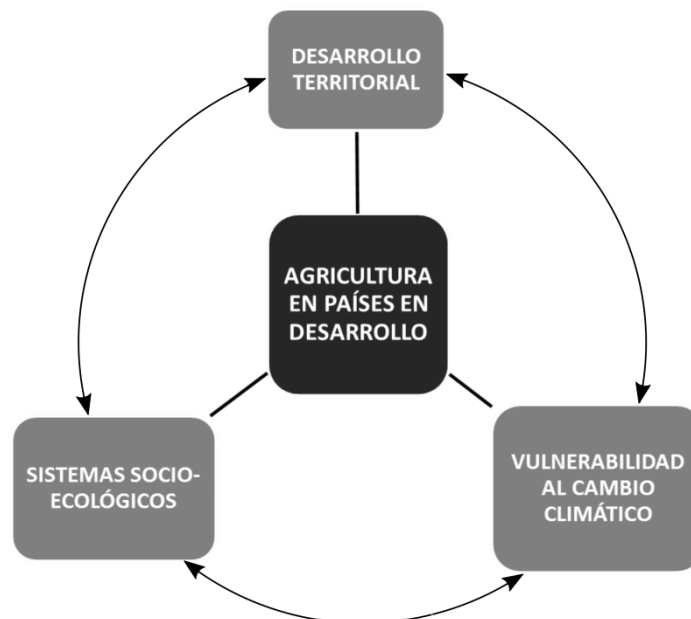 DESARROLLO
TERRITORIAL
AGRICULTURA
EN PAÍSES EN
DESARROLLO
SISTEMAS SOCIO-
ECOLÓGICOS
VULNERABILIDAD
AL CAMBIO
CLIMÁTICO